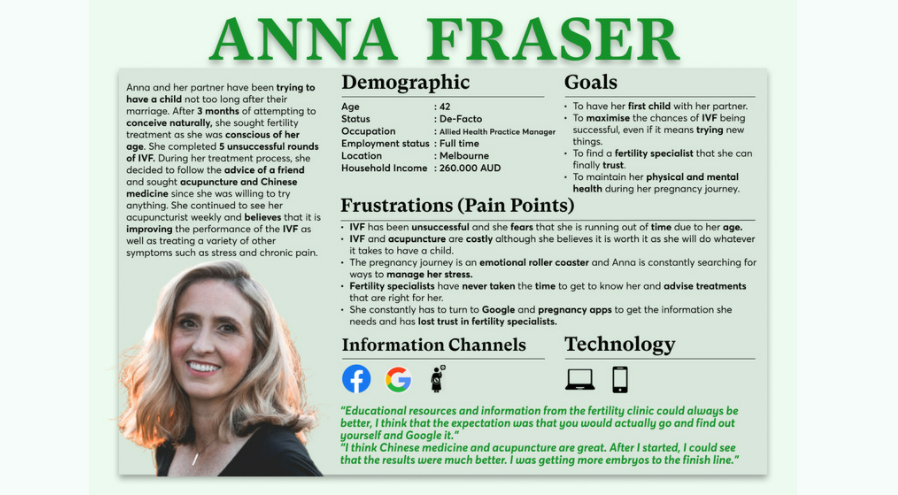 ANNA FRASER
Anna and her partner have been trying to
have a child not too long after their
marriage. After 3 months of attempting to
conceive naturally, she sought fertility
treatment as she was conscious of her
age. She completed 5 unsuccessful rounds
of IVF. During her treatment process, she
decided to follow the advice of a friend
and sought acupuncture and Chinese
medicine since she was willing to try
anything. She continued to see her
acupuncturist weekly and believes that it is
improving the performance of the IVF as
well as treating a variety of other
symptoms such as stress and chronic pain.
Demographic
Age : 42
Status : De-Facto
Occupation : Allied Health Practice Manager
Employment status : Full time
Location : Melbourne
Household Income : 260.000 AUD
Goals
• To have her first child with her partner.
• To maximise the chances of IVF being
successful, even if it means trying new
things.
• To find a fertility specialist that she can
finally trust.
• To maintain her physical and mental
health during her pregnancy journey.
Frustrations (Pain Points)
• IVF has been unsuccessful and she fears that she is running out of time due to her age.
• IVF and acupuncture are costly although she believes it is worth it as she will do whatever
it takes to have a child.
• The pregnancy journey is an emotional roller coaster and Anna is constantly searching for
ways to manage her stress.
• Fertility specialists have never taken the time to get to know her and advise treatments
that are right for her.
• She constantly has to turn to Google and pregnancy apps to get the information she
needs and has lost trust in fertility specialists.
Information Channels
Technology
“Educational resources and information from the fertility clinic could always be
better, I think that the expectation was that you would actually go and find out
yourself and Google it.”
“I think Chinese medicine and acupuncture are great. After I started, I could see
that the results were much better. I was getting more embryos to the finish line.”